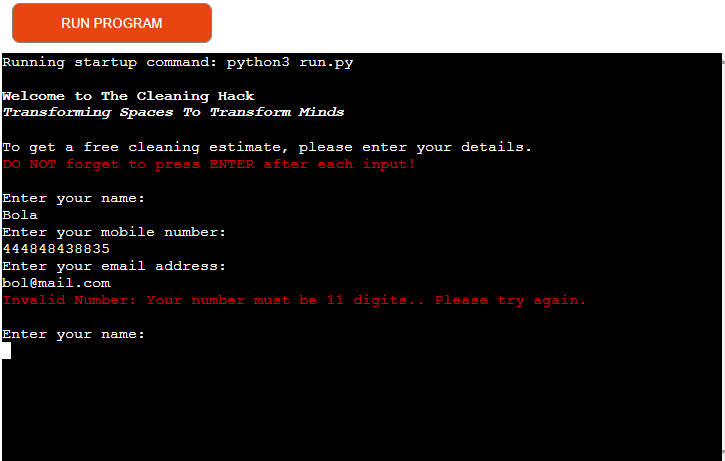 RUN PROGRAM
Running startup command: python3 run.py
Welcome to The Cleaning Hack
Transforming Spaces To Transform Minds
To get a free cleaning estimate, please enter your details.
DO NOT forget to press ENTER after each input!
Enter your name:
Bola
Enter your mobile number:
444848438835
Enter your email address:
bol@mail.com
Invalid Number: Your number must be 11 digits.. Please try again.
Enter your name: